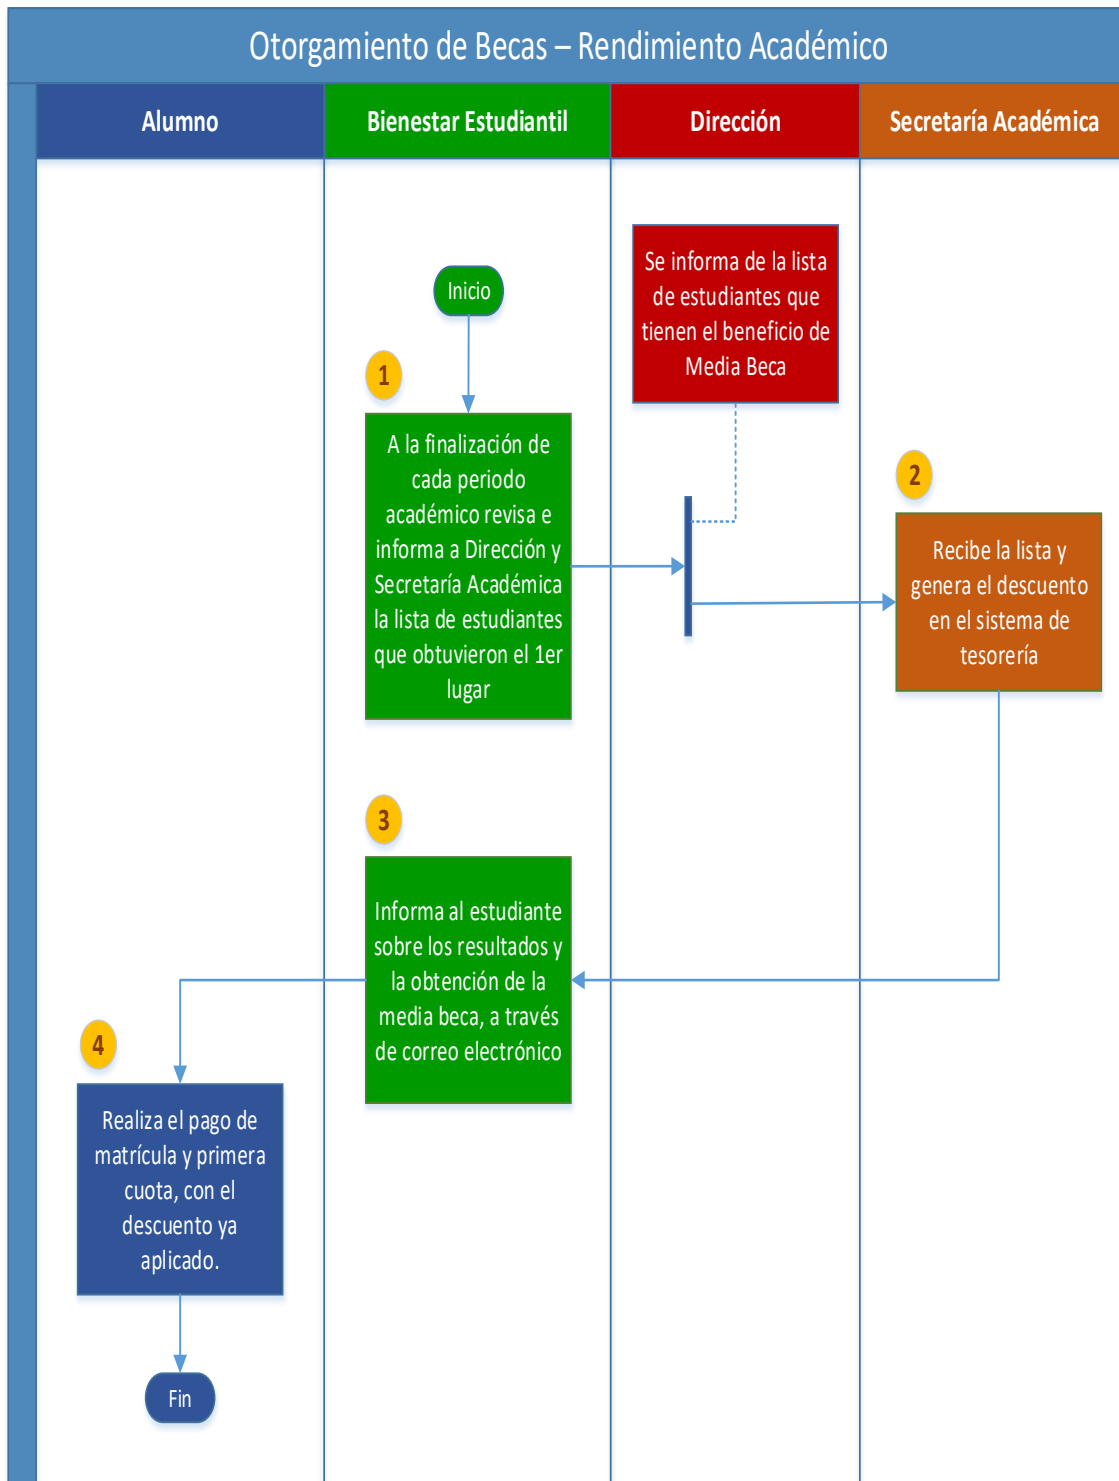 Otorgamiento de Becas – Rendimiento Académico
Alumno
Bienestar Estudiantil
Dirección
Secretaría Académica
Inicio
Se informa de la lista
de estudiantes que
tienen el beneficio de
Media Beca
1
A la finalización de
cada periodo
académico revisa e
informa a Dirección y
Secretaría Académica
la lista de estudiantes
que obtuvieron el 1er
lugar
2
Recibe la lista y
genera el descuento
en el sistema de
tesorería
3
Informa al estudiante
sobre los resultados y
la obtención de la
media beca, a través
de correo electrónico
4
Realiza el pago de
matrícula y primera
cuota, con el
descuento ya
aplicado.
Fin